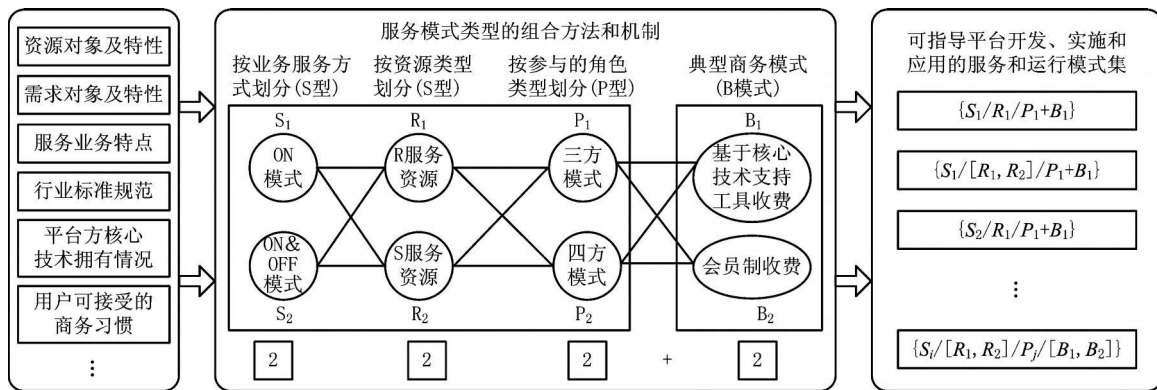 资源对象及特性
需求对象及特性
服务业务特点
行业标准规范
平台方核心
技术拥有情况
用户可接受的
商务习惯
⋮
服务模式类型的组合方法和机制
按业务服务方
式划分(S型)
按资源类型
划分(S型)
按参与的角色
类型划分(P型)
典型商务模式
(B模式)
S₁
R₁
P₁
B₁
ON
模式
R服务
资源
三方
模式
基于核心
技术支持
工具收费
ON&
OFF
模式
S服务
资源
四方
模式
会员制收费
S₂
R₂
P₂
B₂
2
2
2
+
2
可指导平台开发、实施和
应用的服务和运行模式集
{S₁/R₁/P₁+B₁}
{S₁/[R₁, R₂]/P₁+B₁}
{S₂/R₁/P₁+B₁}
⋮
{Sᵢ/[R₁, R₂]/Pⱼ/[B₁, B₂]}